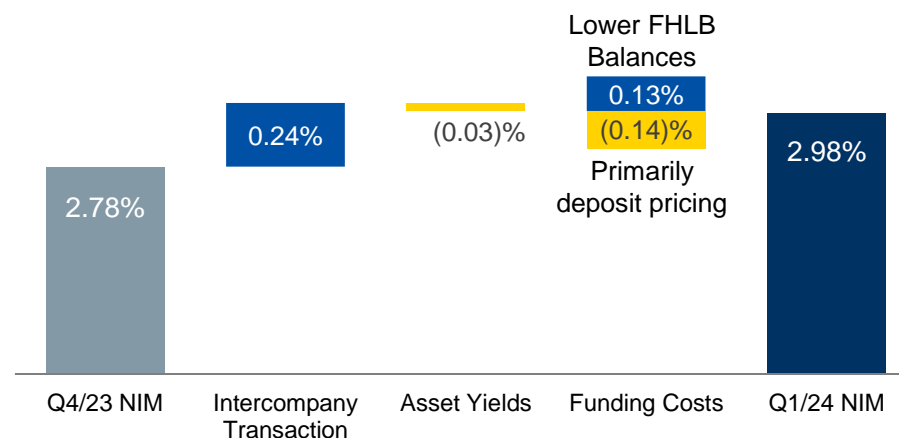 Lower FHLB
Balances
0.13%
0.24%
(0.03)%
(0.14)%
2.98%
Primarily
deposit pricing
2.78%
Q4/23 NIM
Intercompany
Transaction
Asset Yields
Funding Costs
Q1/24 NIM